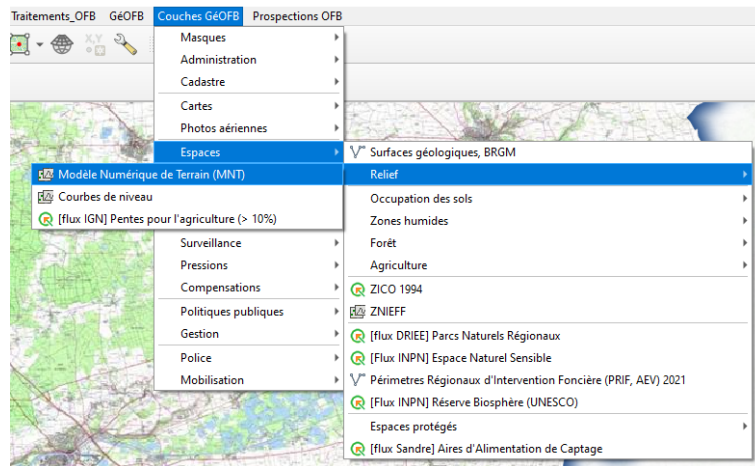 Traitements_OFB GéOFB Couches GéOFB Prospections OFB
X,Y
Masques
Administration
Cadastre
Cartes
Photos aériennes
Espaces
Surveillance
Pressions
Compensations
Politiques publiques
Gestion
Police
Mobilisation
Surfaces géologiques, BRGM
Relief
Occupation des sols
Zones humides
Forêt
Agriculture
ZICO 1994
ZNIEFF
[flux DRIEE] Parcs Naturels Régionaux
[Flux INPN] Espace Naturel Sensible
Périmetres Régionaux d'Intervention Foncière (PRIF, AEV) 2021
[Flux INPN] Réserve Biosphère (UNESCO)
Espaces protégés
[flux Sandre] Aires d'Alimentation de Captage
Modèle Numérique de Terrain (MNT)
Courbes de niveau
[flux IGN] Pentes pour l'agriculture (> 10%)